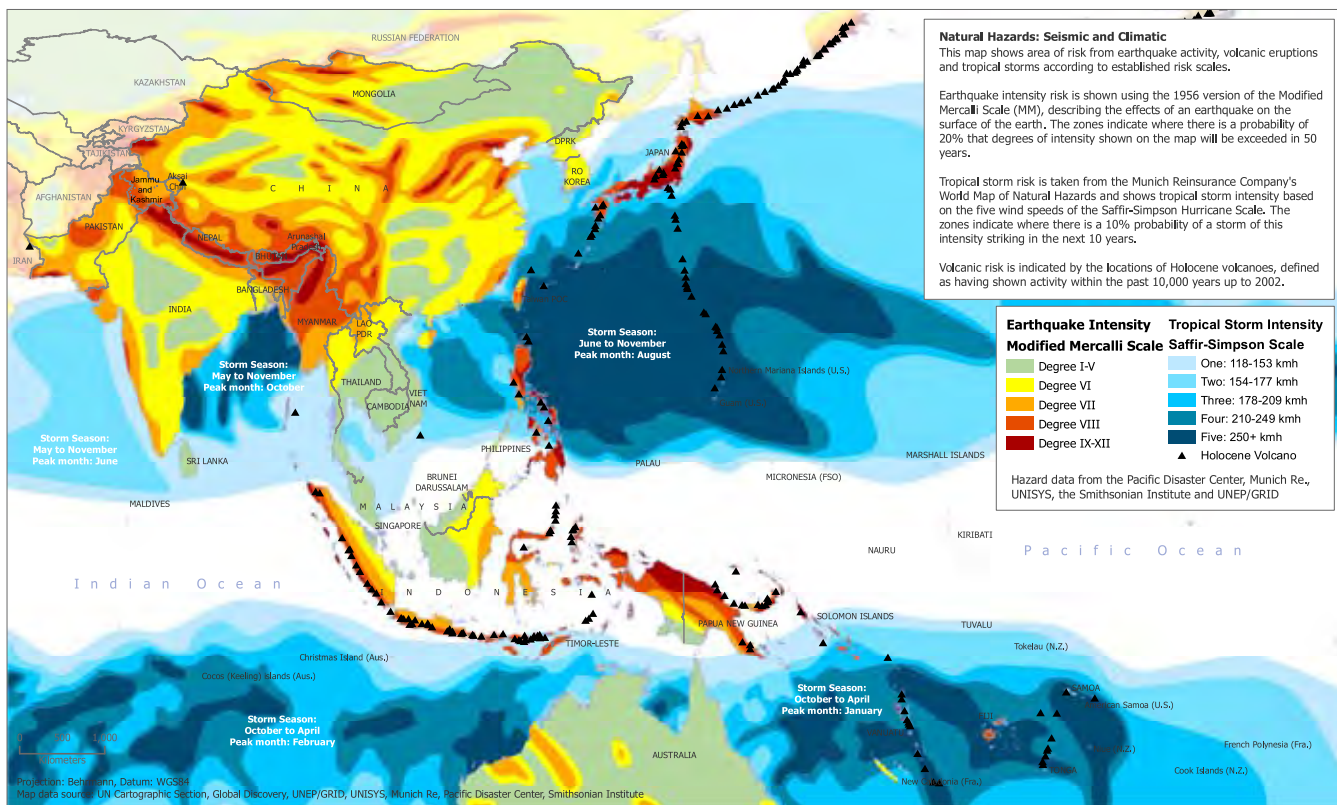 Natural Hazards: Seismic and Climatic
This map shows area of risk from earthquake activity, volcanic eruptions
and tropical storms according to established risk scales.
Earthquake intensity risk is shown using the 1956 version of the Modified
Mercalli Scale (MM), describing the effects of an earthquake on the
surface of the earth. The zones indicate where there is a probability of
20% that degrees of intensity shown on the map will be exceeded in 50
years.
Tropical storm risk is taken from the Munich Reinsurance Company's
World Map of Natural Hazards and shows tropical storm intensity based
on the five wind speeds of the Saffir-Simpson Hurricane Scale. The
zones indicate where there is a 10% probability of a storm of this
intensity striking in the next 10 years.
Volcanic risk is indicated by the locations of Holocene volcanoes, defined
as having shown activity within the past 10,000 years up to 2002.
Earthquake Intensity
Modified Mercalli Scale
Degree I-V
Degree VI
Degree VII
Degree VIII
Degree IX-XII
Tropical Storm Intensity
Saffir-Simpson Scale
One: 118-153 kmh
Two: 154-177 kmh
Three: 178-209 kmh
Four: 210-249 kmh
Five: 250+ kmh
Holocene Volcano
Hazard data from the Pacific Disaster Center, Munich Re.,
UNISYS, the Smithsonian Institute and UNEP/GRID
RUSSIAN FEDERATION
KAZAKHSTAN
MONGOLIA
KYRGYZSTAN
TAJIKISTAN
DPRK
JAPAN
RO
KOREA
Aksai
Chin
Jammu
and
Kashmir
CHINA
AFGHANISTAN
PAKISTAN
NEPAL
Arunashal
BHUTAN
IRAN
BANGLADESH
INDIA
MYANMAR
LAO
PDR
Storm Season:
June to November
Peak month: August
Storm Season:
May to November
Peak month: October
THAILAND
VIET
NAM
CAMBODIA
Mariana Islands (U.S.)
PHILIPPINES
Storm Season:
May to November
Peak month: June
SRI LANKA
PALAU
MARSHALL ISLANDS
MICRONESIA (FSO)
BRUNEI
DARUSSALAM
MALDIVES
MALAYSIA
SINGAPORE
KIRIBATI
NAURU
Pacific Ocean
Indian Ocean
INDONESIA
SOLOMON ISLANDS
PAPUA NEW GUINEA
TUVALU
TIMOR-LESTE
Tokelau (N.Z.)
Christmas Island (Aus.)
Cocos (Keeling) islands (Aus.)
Storm Season:
October to April
Peak month: January
SAMOA
American Samoa (U.S.)
Storm Season:
October to April
Peak month: February
AUSTRALIA
French Polynesia (Fra.)
Cook Islands (N.Z.)
New Caledonia (Fra.)
Kilometers
Projection: Behrmann, Datum: WGS84
Map data source: UN Cartographic Section, Global Discovery, UNEP/GRID, UNISYS, Munich Re, Pacific Disaster Center, Smithsonian Institute